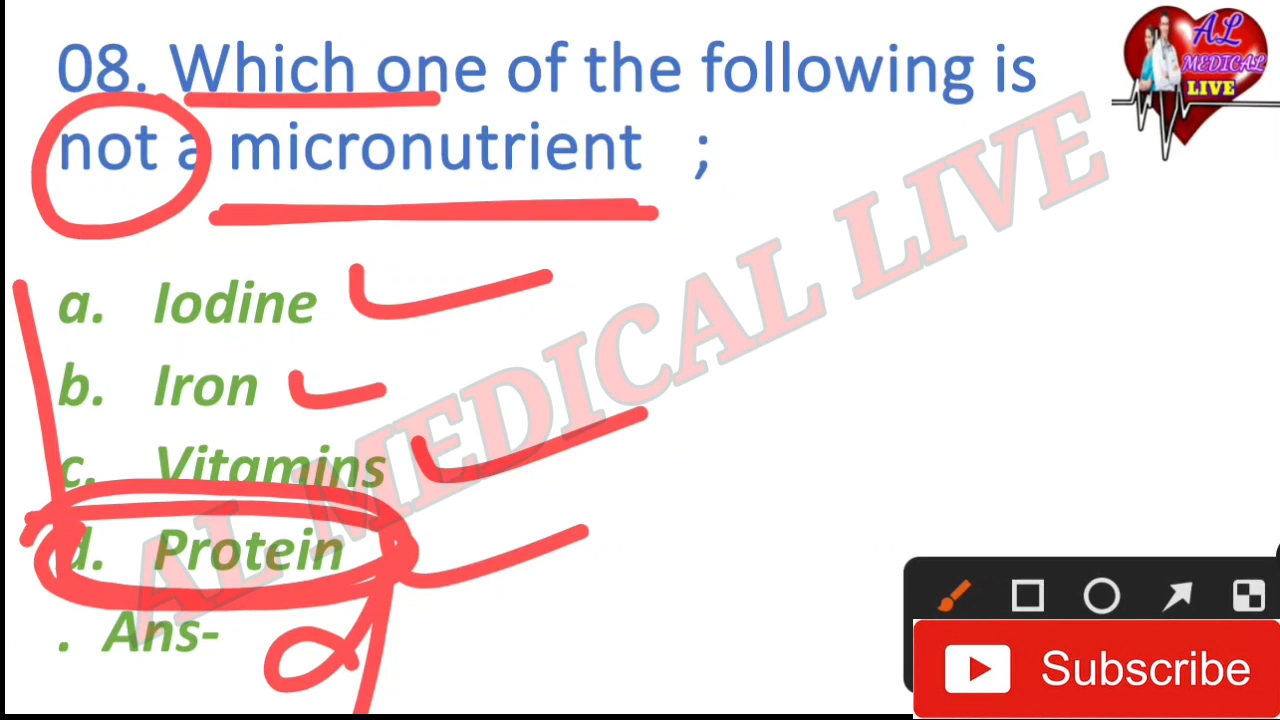 08. Which one of the following is
not a micronutrient ;
a. Iodine
b. Iron
c. Vitamins
d. Protein
. Ans- d
AL MEDICAL LIVE
AL
MEDICAL
LIVE
Subscribe